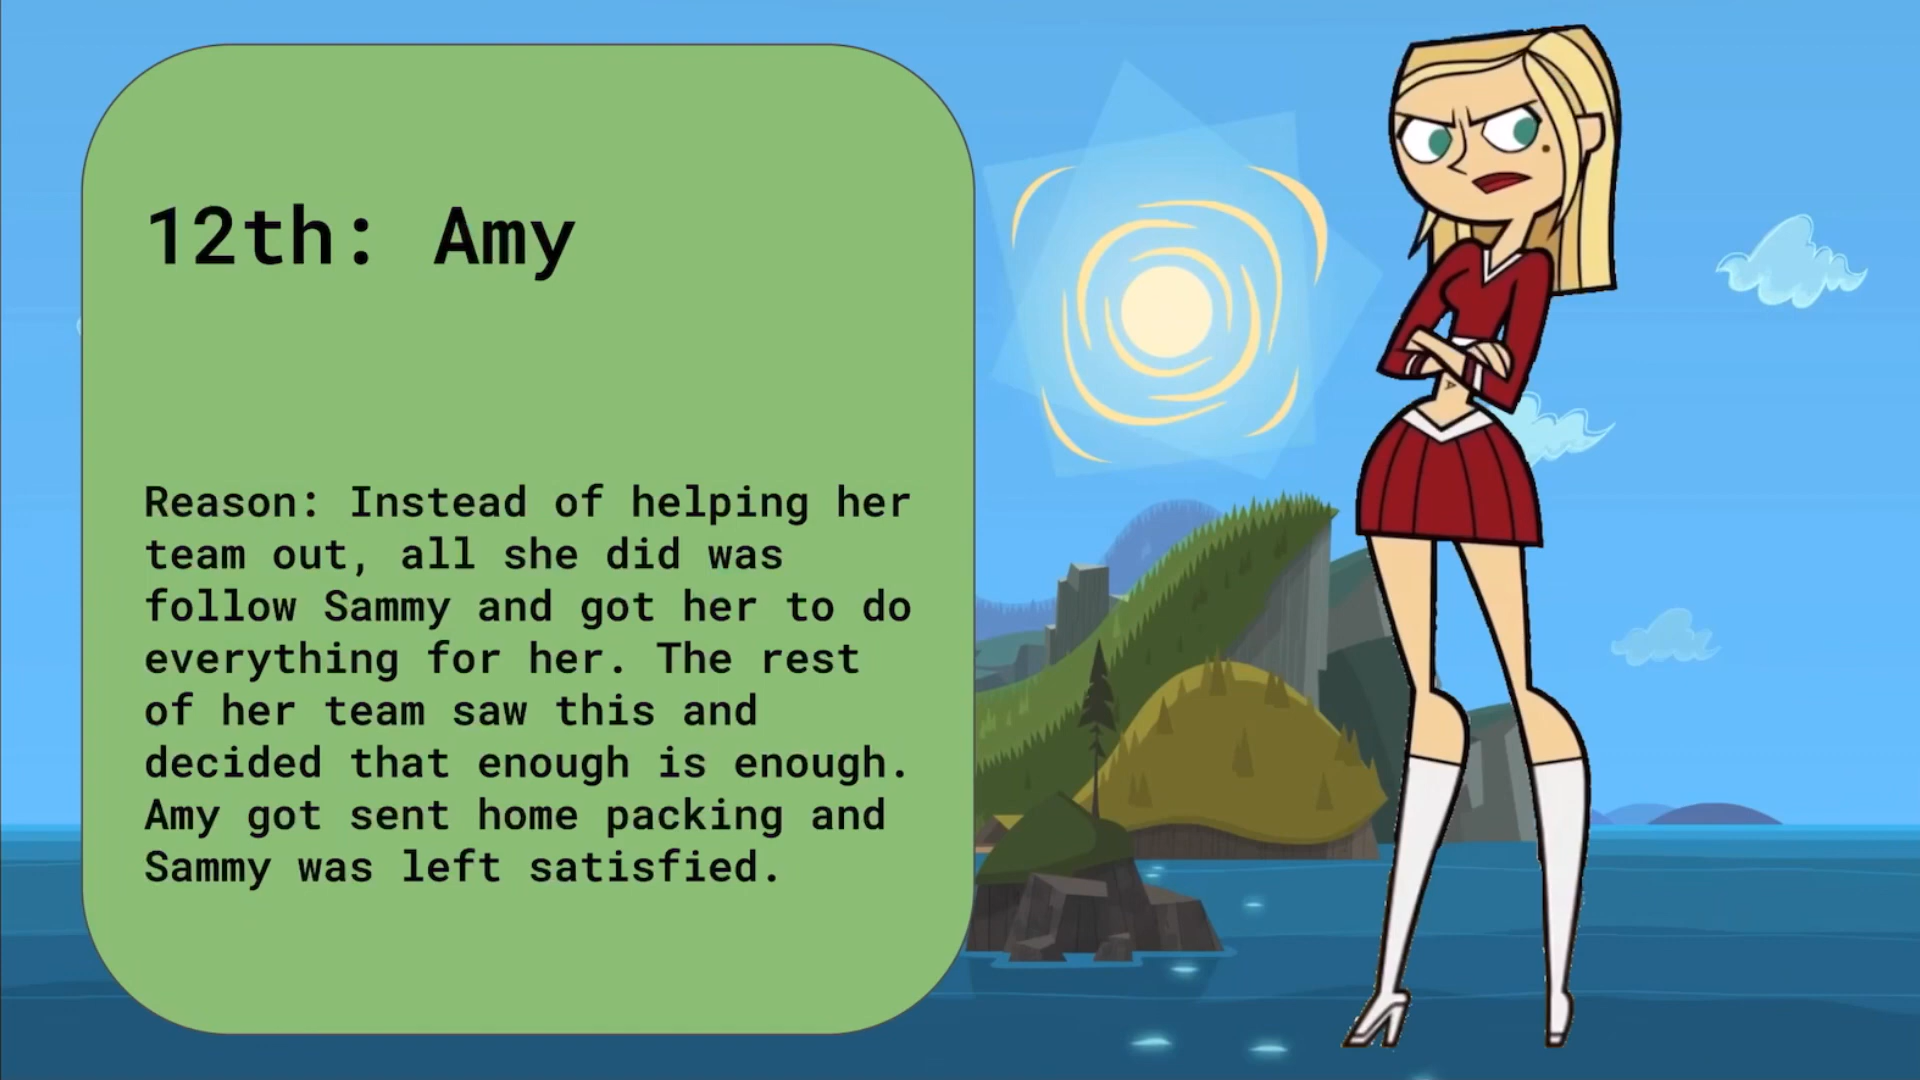 12th: Amy
Reason: Instead of helping her
team out, all she did was
follow Sammy and got her to do
everything for her. The rest
of her team saw this and
decided that enough is enough.
Amy got sent home packing and
Sammy was left satisfied.